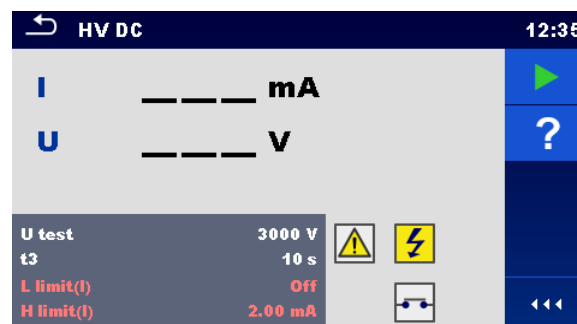 HV DC 12:35
I ___ mA
U ___ V
?
U test 3000 V
t3 10 s
L limit(I) Off
H limit(I) 2.00 mA